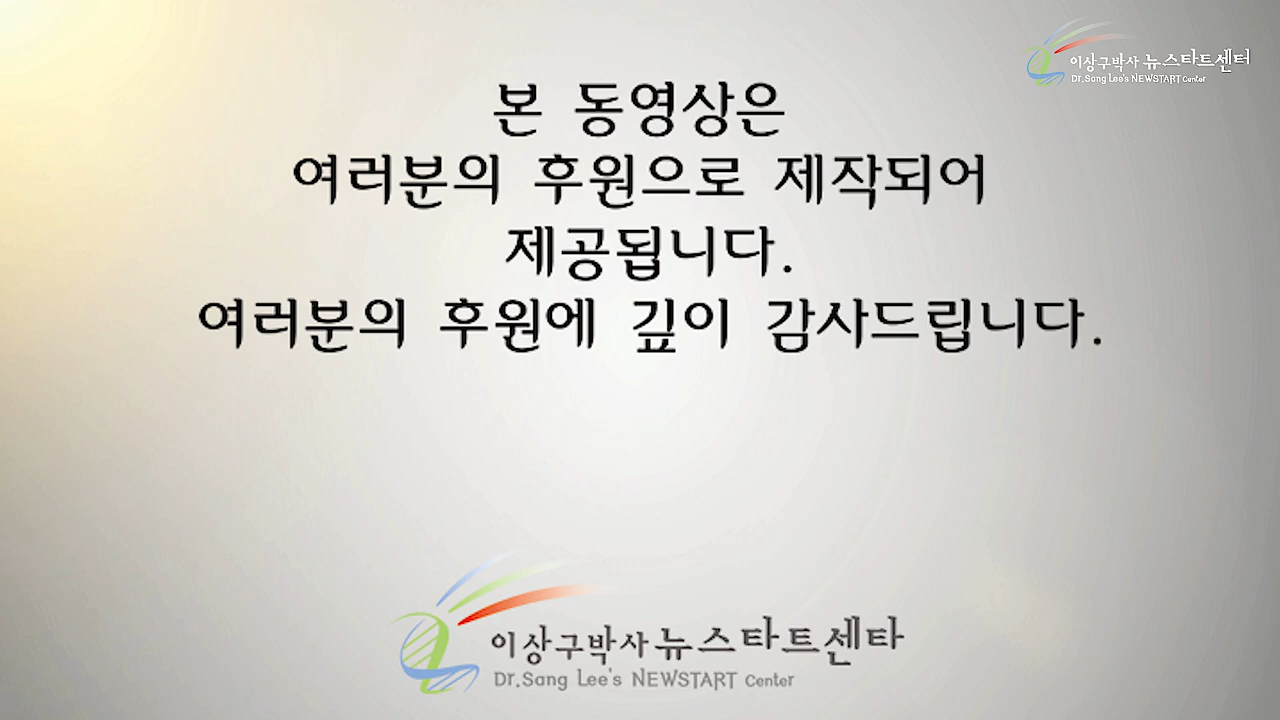 이상구박사 뉴스타트센터
Dr.Sang Lee's NEWSTART Center
본 동영상은
여러분의 후원으로 제작되어
제공됩니다.
여러분의 후원에 깊이 감사드립니다.
이상구박사 뉴스타트센타
Dr.Sang Lee's NEWSTART Center